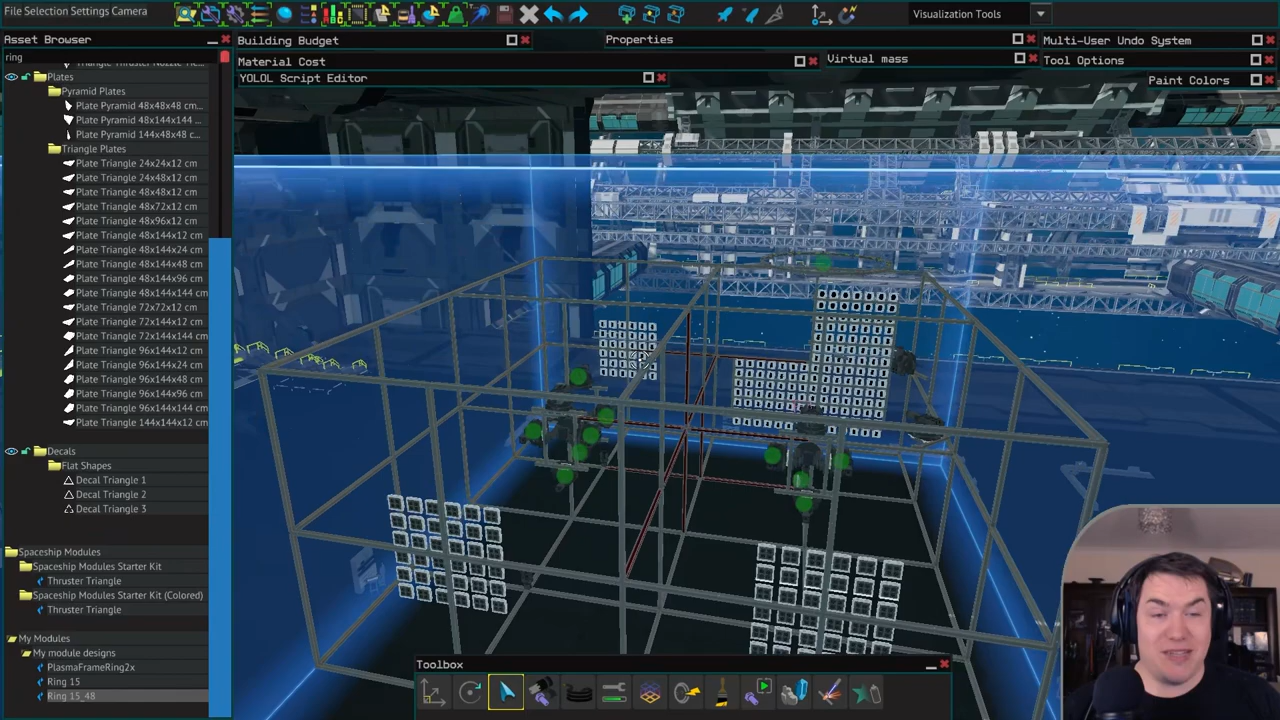 File Selection Settings Camera
Visualization Tools
Asset Browser
Building Budget
Properties
Multi-User Undo System
ring
Material Cost
Virtual mass
Tool Options
YOLOL Script Editor
Paint Colors
Plates
Pyramid Plates
Plate Pyramid 48x48x48 cm...
Plate Pyramid 48x144x144 ...
Plate Pyramid 144x48x48 c...
Triangle Plates
Plate Triangle 24x24x12 cm
Plate Triangle 24x48x12 cm
Plate Triangle 48x48x12 cm
Plate Triangle 48x72x12 cm
Plate Triangle 48x96x12 cm
Plate Triangle 48x144x12 cm
Plate Triangle 48x144x24 cm
Plate Triangle 48x144x48 cm
Plate Triangle 48x144x96 cm
Plate Triangle 48x144x144 cm
Plate Triangle 72x72x12 cm
Plate Triangle 72x144x12 cm
Plate Triangle 72x144x144 cm
Plate Triangle 96x144x12 cm
Plate Triangle 96x144x24 cm
Plate Triangle 96x144x48 cm
Plate Triangle 96x144x96 cm
Plate Triangle 96x144x144 cm
Plate Triangle 144x144x12 cm
Decals
Flat Shapes
Decal Triangle 1
Decal Triangle 2
Decal Triangle 3
Spaceship Modules
Spaceship Modules Starter Kit
Thruster Triangle
Spaceship Modules Starter Kit (Colored)
Thruster Triangle
My Modules
My module designs
PlasmaFrameRing2x
Ring 15
Ring 15_48
Toolbox